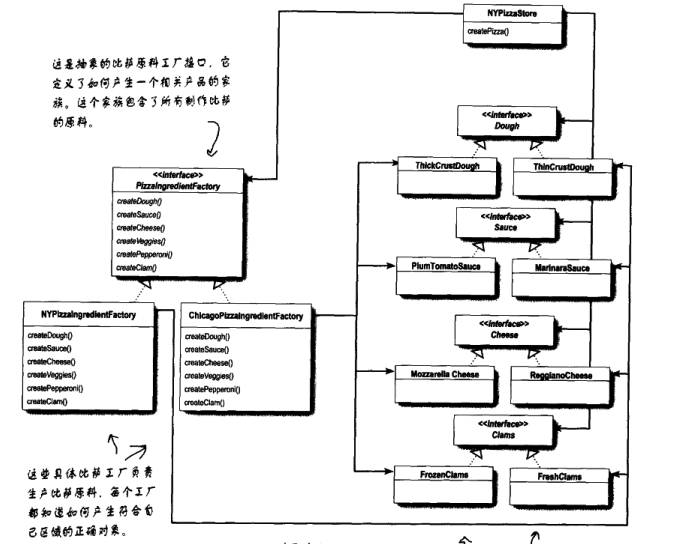 NYPizzaStore
createPizza()
这是抽象的比萨原料工厂接口，它
定义了如何产生一个相关产品的家
族。这个家族包含了所有制作比萨
的原料。
<<interface>>
Dough
ThickCrustDough
ThinCrustDough
<<interface>>
PizzaIngredientFactory
createDough()
createSauce()
createCheese()
createVeggies()
createPepperoni()
createClam()
<<interface>>
Sauce
PlumTomatoSauce
MarinaraSauce
NYPizzaIngredientFactory
createDough()
createSauce()
createCheese()
createVeggies()
createPepperoni()
createClam()
ChicagoPizzaIngredientFactory
createDough()
createSauce()
createCheese()
createVeggies()
createPepperoni()
createClam()
<<interface>>
Cheese
Mozzarella Cheese
ReggianoCheese
<<interface>>
Clams
FrozenClams
FreshClams
这些具体比萨工厂负责
生产比萨原料，每个工厂
都知道如何产生符合自
己区域的正确对象。